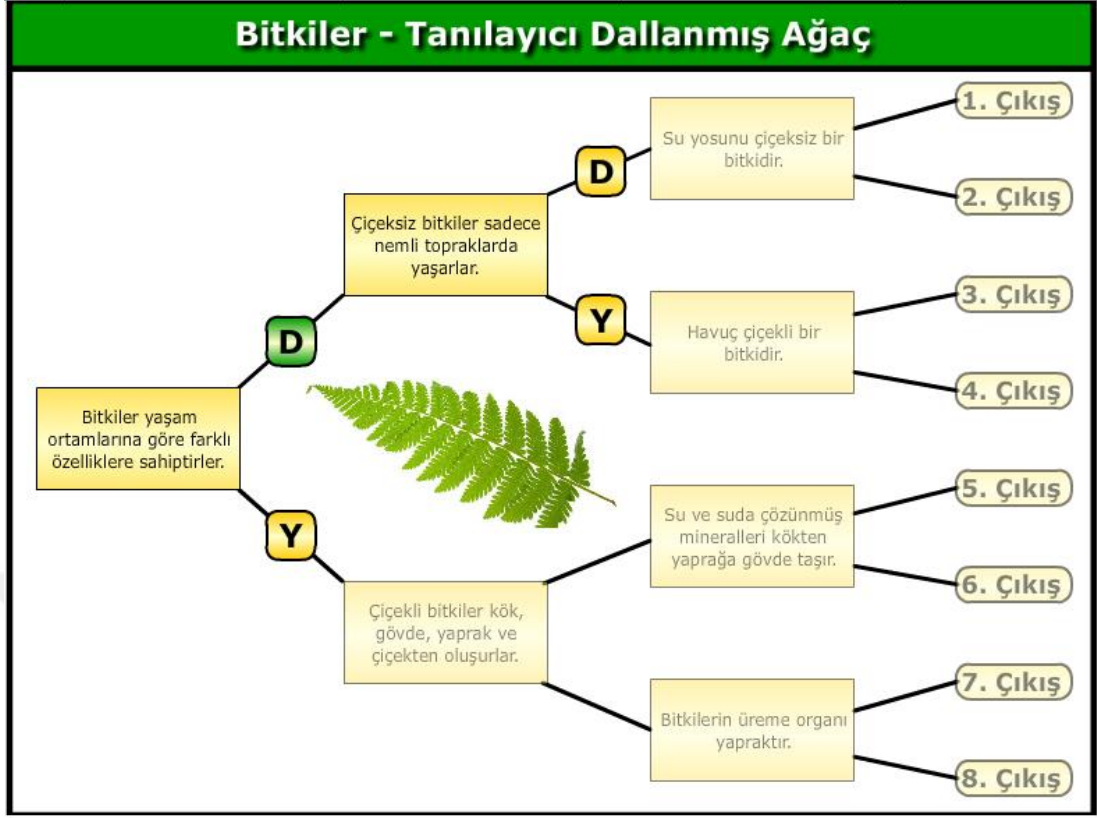 Bitkiler - Tanılayıcı Dallanmış Ağaç
Bitkiler yaşam
ortamlarına göre farklı
özelliklere sahiptirler.
D
Y
Çiçeksiz bitkiler sadece
nemli topraklarda
yaşarlar.
D
Y
Çiçekli bitkiler kök,
gövde, yaprak ve
çiçekten oluşurlar.
Su yosunu çiçeksiz bir
bitkidir.
Havuç çiçekli bir
bitkidir.
Su ve suda çözünmüş
mineralleri kökten
yaprağa gövde taşır.
Bitkilerin üreme organı
yapraktır.
1. Çıkış
2. Çıkış
3. Çıkış
4. Çıkış
5. Çıkış
6. Çıkış
7. Çıkış
8. Çıkış